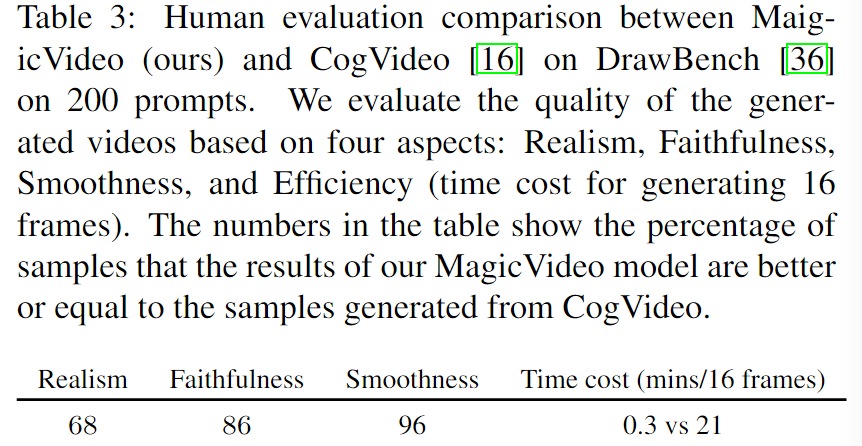 Table 3: Human evaluation comparison between Maig-
icVideo (ours) and CogVideo [16] on DrawBench [36]
on 200 prompts. We evaluate the quality of the gener-
ated videos based on four aspects: Realism, Faithfulness,
Smoothness, and Efficiency (time cost for generating 16
frames). The numbers in the table show the percentage of
samples that the results of our MagicVideo model are better
or equal to the samples generated from CogVideo.
Realism Faithfulness Smoothness Time cost (mins/16 frames)
68 86 96 0.3 vs 21